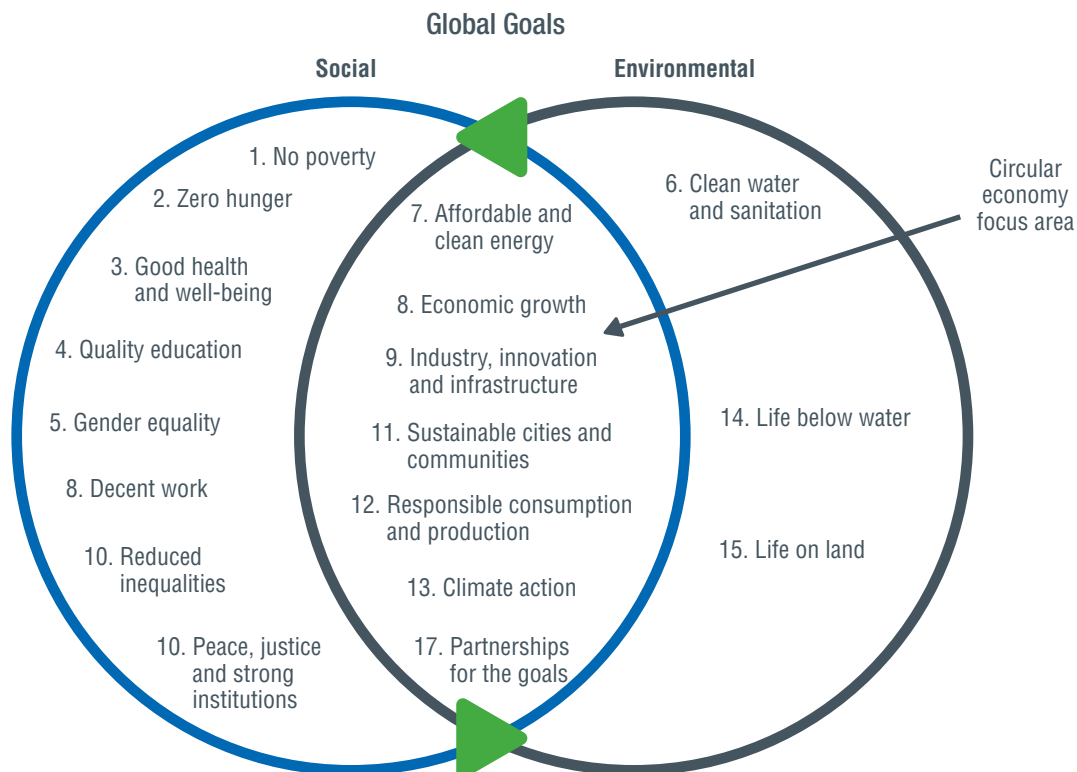 Global Goals
Social
Environmental
1. No poverty
2. Zero hunger
3. Good health
and well-being
4. Quality education
5. Gender equality
8. Decent work
10. Reduced
inequalities
10. Peace, justice
and strong
institutions
7. Affordable and
clean energy
8. Economic growth
9. Industry, innovation
and infrastructure
11. Sustainable cities and
communities
12. Responsible consumption
and production
13. Climate action
17. Partnerships
for the goals
6. Clean water
and sanitation
14. Life below water
15. Life on land
Circular
economy
focus area